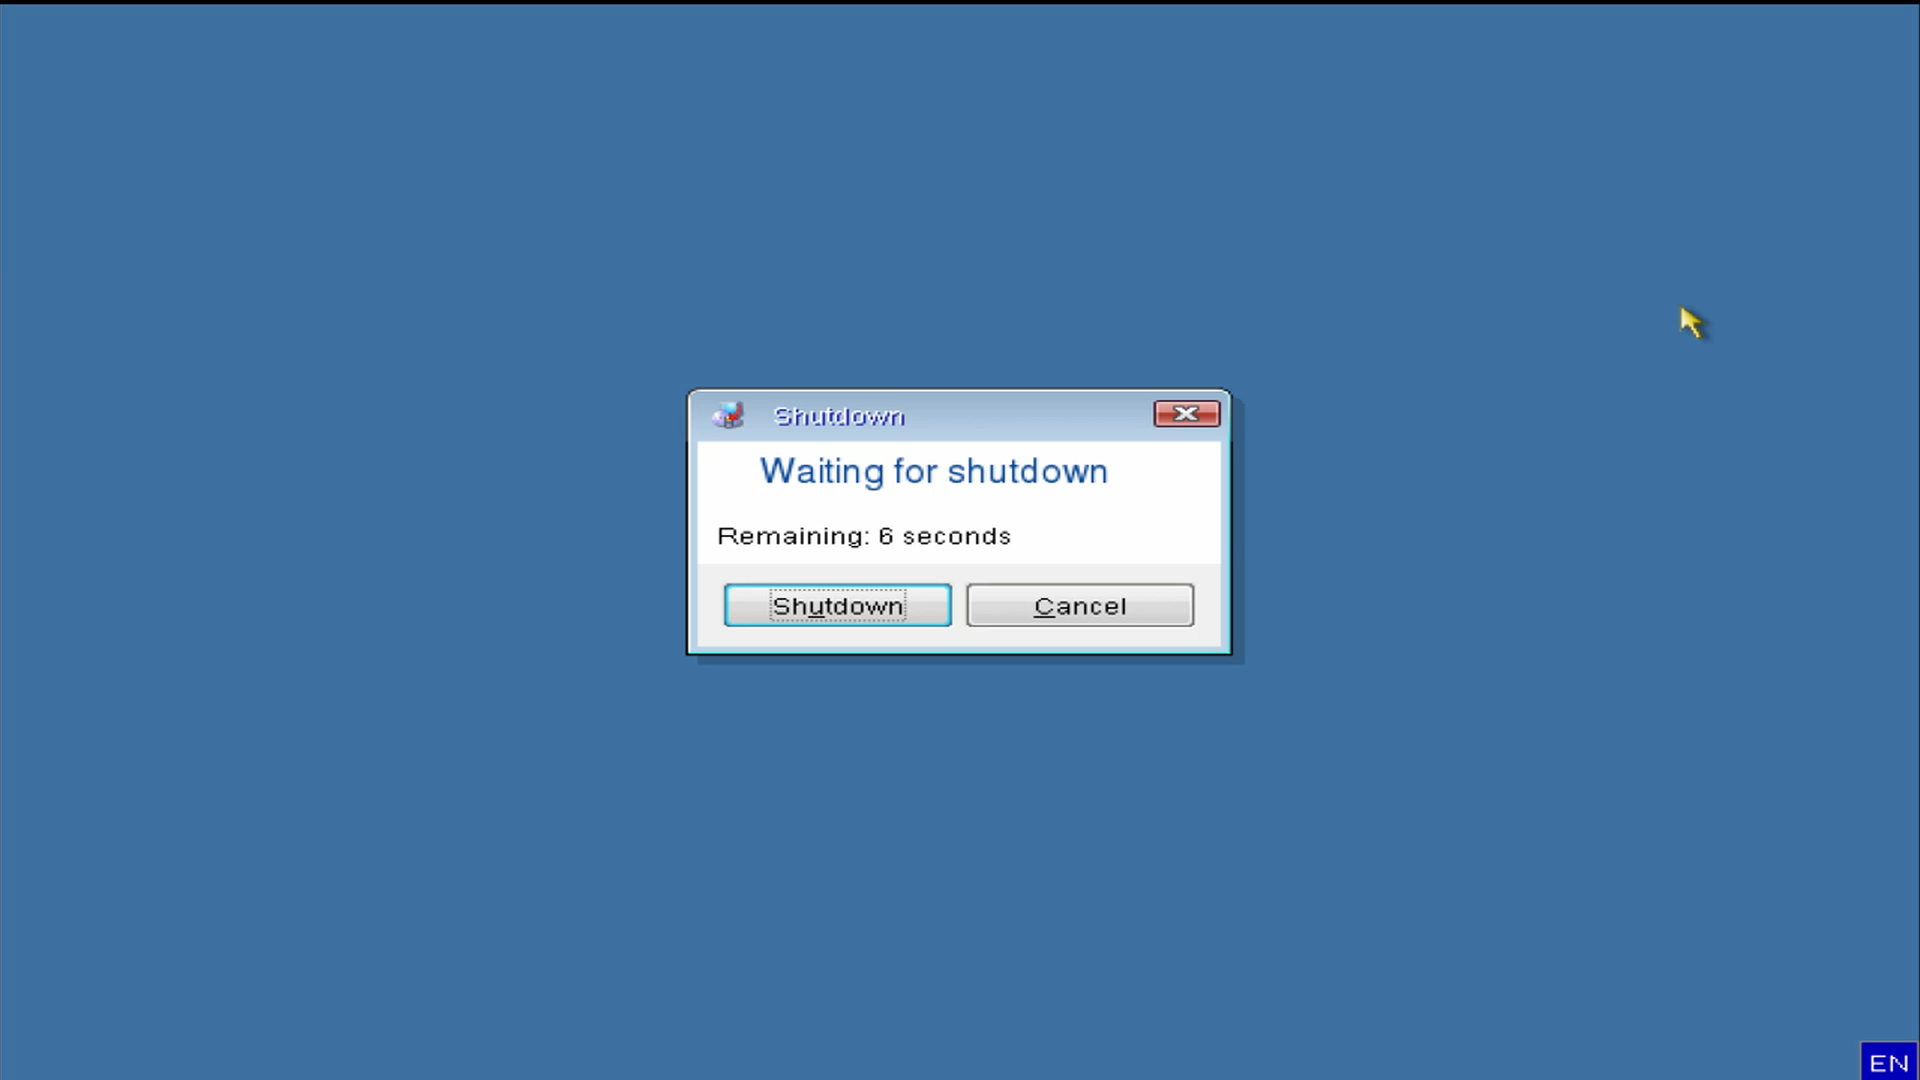 Shutdown
Waiting for shutdown
Remaining: 6 seconds
Shutdown Cancel
EN